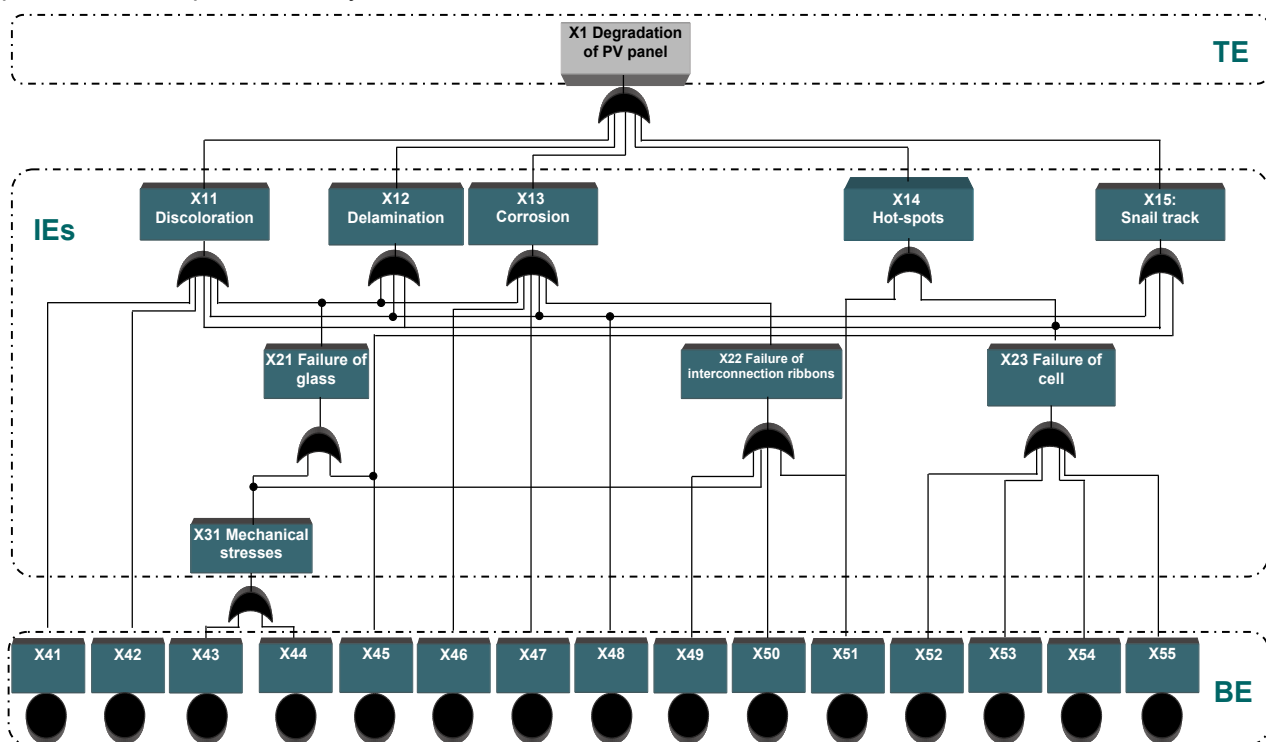 X1 Degradation
of PV panel
TE
IEs
X11
Discoloration
X12
Delamination
X13
Corrosion
X14
Hot-spots
X15:
Snail track
X21 Failure of
glass
X22 Failure of
interconnection ribbons
X23 Failure of
cell
X31 Mechanical
stresses
X41
X42
X43
X44
X45
X46
X47
X48
X49
X50
X51
X52
X53
X54
X55
BE